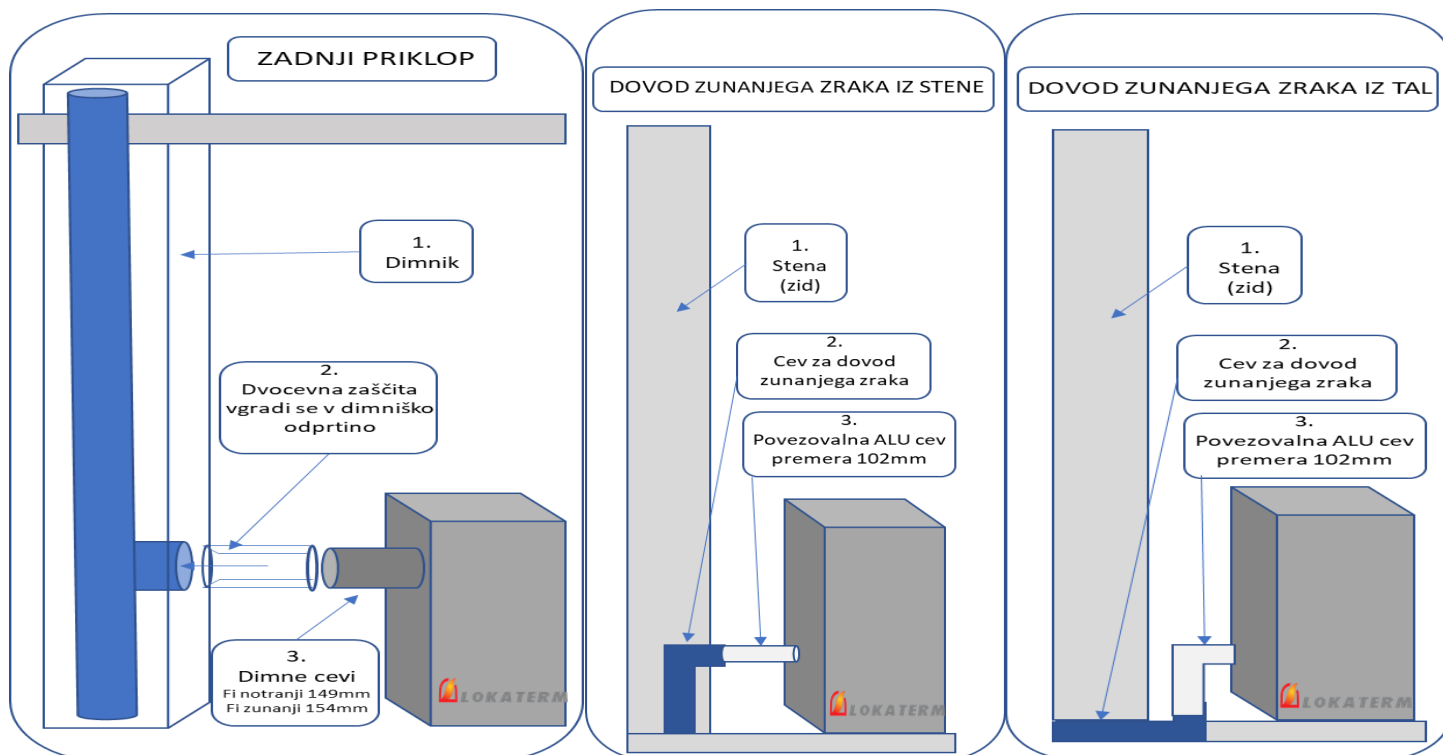 ZADNJI PRIKLOP
1.
Dimnik
2.
Dvocevna zaščita
vgradi se v dimniško
odprtino
3.
Dimne cevi
Fi notranji 149mm
Fi zunanji 154mm
LOKATERM
DOVOD ZUNANJEGA ZRAKA IZ STENE
1.
Stena
(zid)
2.
Cev za dovod
zunanjega zraka
3.
Povezovalna ALU cev
premera 102mm
LOKATERM
DOVOD ZUNANJEGA ZRAKA IZ TAL
1.
Stena
(zid)
2.
Cev za dovod
zunanjega zraka
3.
Povezovalna ALU cev
premera 102mm
LOKATERM